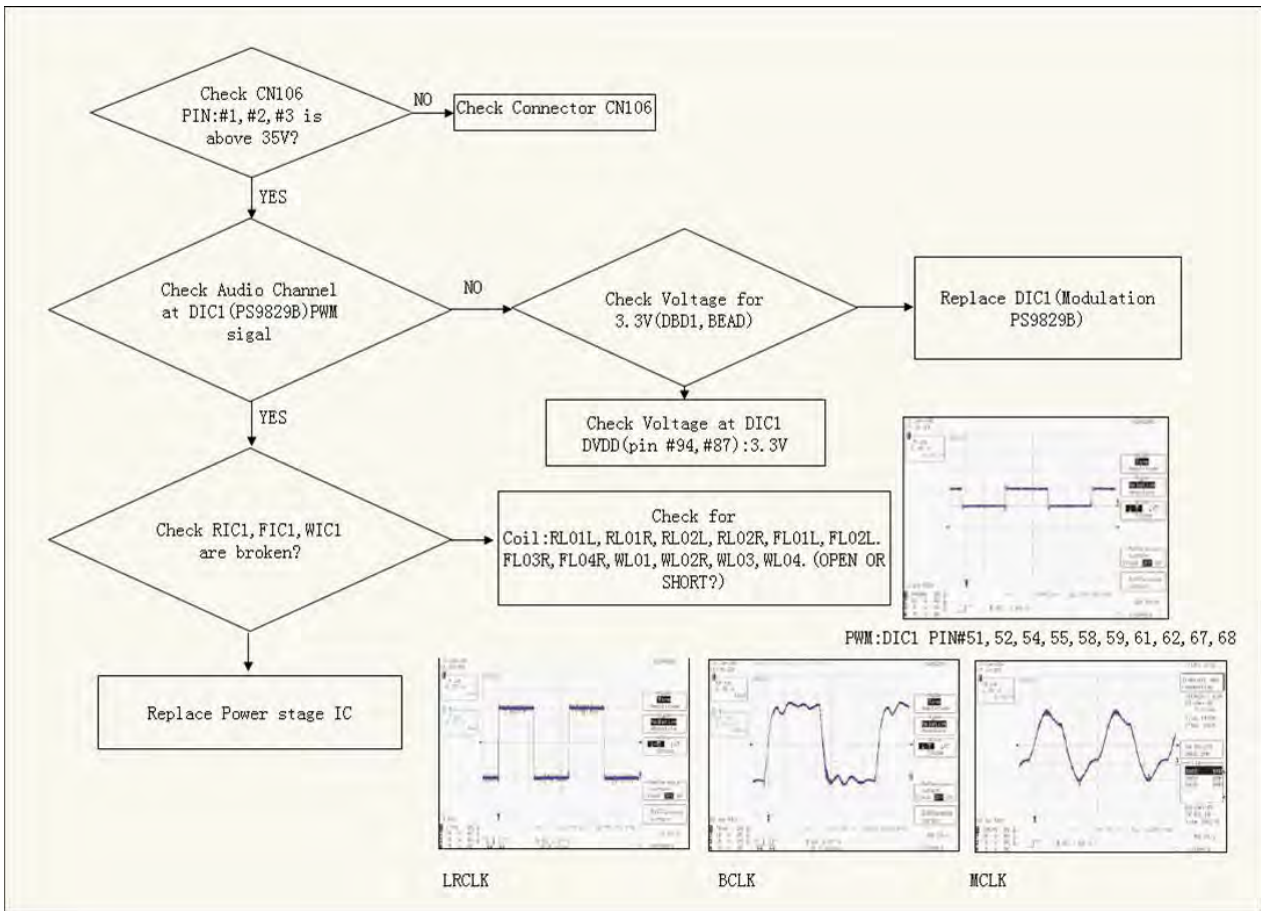 Check CN106
PIN:#1,#2,#3 is
above 35V?
NO
Check Connector CN106
YES
Check Audio Channel
at DIC1(PS9829B)PWM
sigal
NO
Check Voltage for
3.3V(DBD1,BEAD)
Replace DIC1(Modulation
PS9829B)
YES
Check Voltage at DIC1
DVDD(pin #94,#87):3.3V
Check RIC1,FIC1,WIC1
are broken?
Check for
Coil:RL01L,RL01R,RL02L,RL02R,FL01L,FL02L.
FL03R,FL04R,WL01,WL02R,WL03,WL04.(OPEN OR
SHORT?)
Replace Power stage IC
PWM:DIC1 PIN#51,52,54,55,58,59,61,62,67,68
LRCLK
BCLK
MCLK